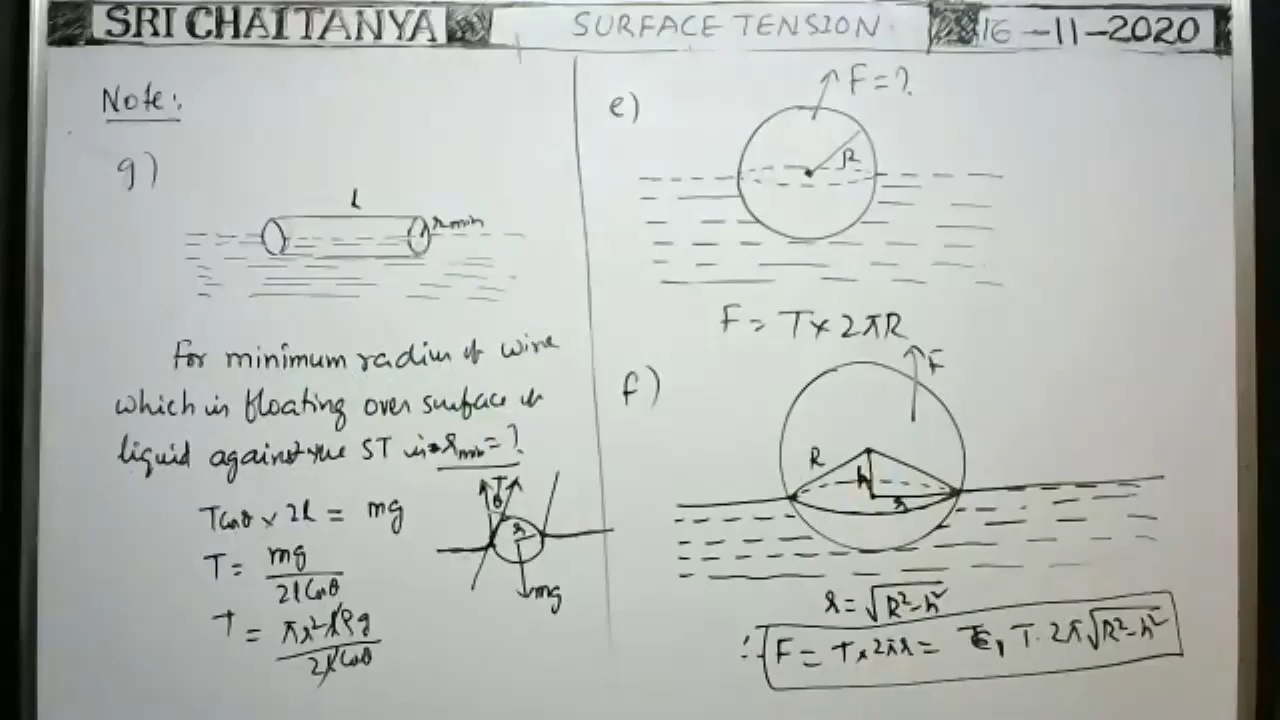 SRI CHAITANYA SURFACE TENSION 16-11-2020
Note:
g)
l
rmin
For minimum radius of wire
which is floating over surface of
liquid against the ST is rmin = ?
Tcosθ × 2l = mg
T = mg / 2lCosθ
T = πr²lρg / 2lCosθ
T
θ
r
mg
e)
F = ?
R
F = T × 2πR
f)
F
R
h
r
r = √R²-h²
∴ F = T × 2πr = T. 2π√R²-h²